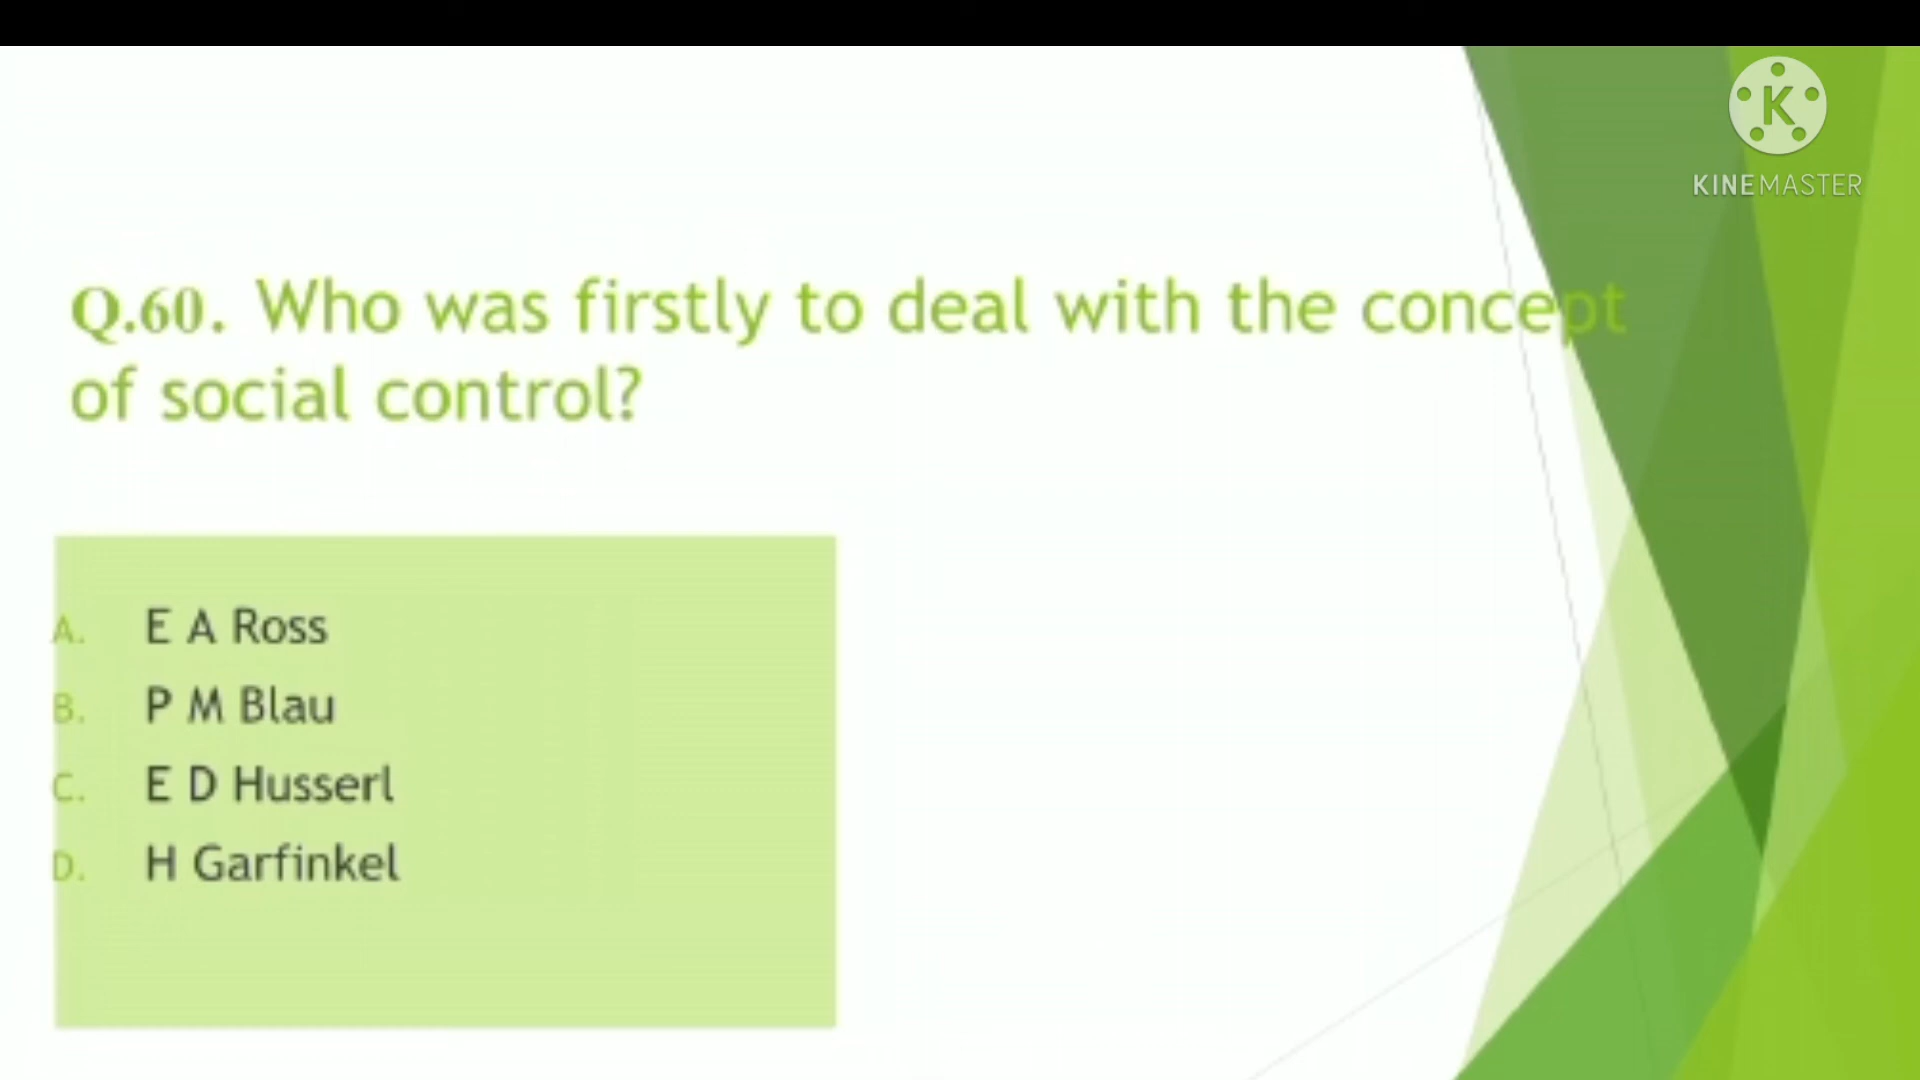 K
KINEMASTER
Q.60. Who was firstly to deal with the concept
of social control?
A. E A Ross
B. P M Blau
C. E D Husserl
D. H Garfinkel